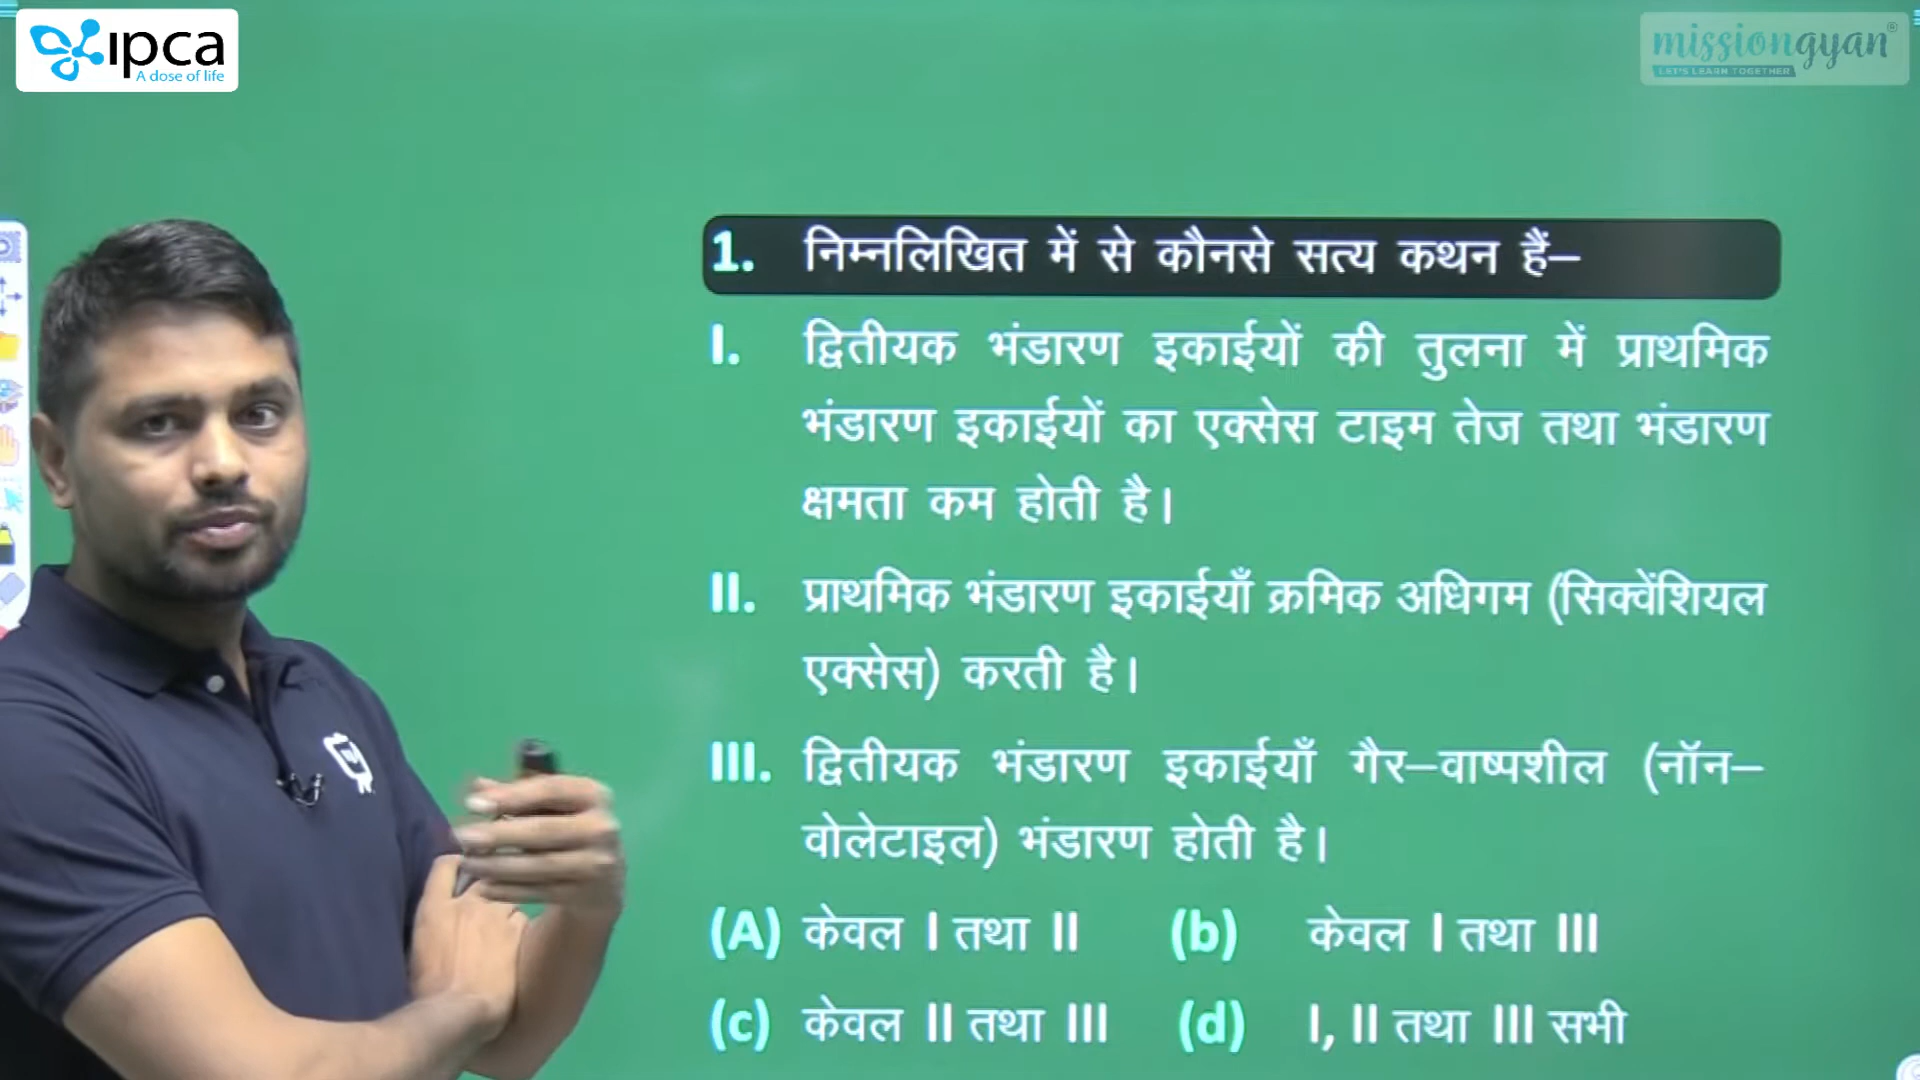 ipca
A dose of life
missiongyan
LET'S LEARN TOGETHER
1. निम्नलिखित में से कौनसे सत्य कथन हैं–
I. द्वितीयक भंडारण इकाईयों की तुलना में प्राथमिक
भंडारण इकाईयों का एक्सेस टाइम तेज तथा भंडारण
क्षमता कम होती है।
II. प्राथमिक भंडारण इकाईयाँ क्रमिक अधिगम (सिक्वेंशियल
एक्सेस) करती है।
III. द्वितीयक भंडारण इकाईयाँ गैर–वाष्पशील (नॉन–
वोलेटाइल) भंडारण होती है।
(A) केवल I तथा II (b) केवल I तथा III
(c) केवल II तथा III (d) I, II तथा III सभी